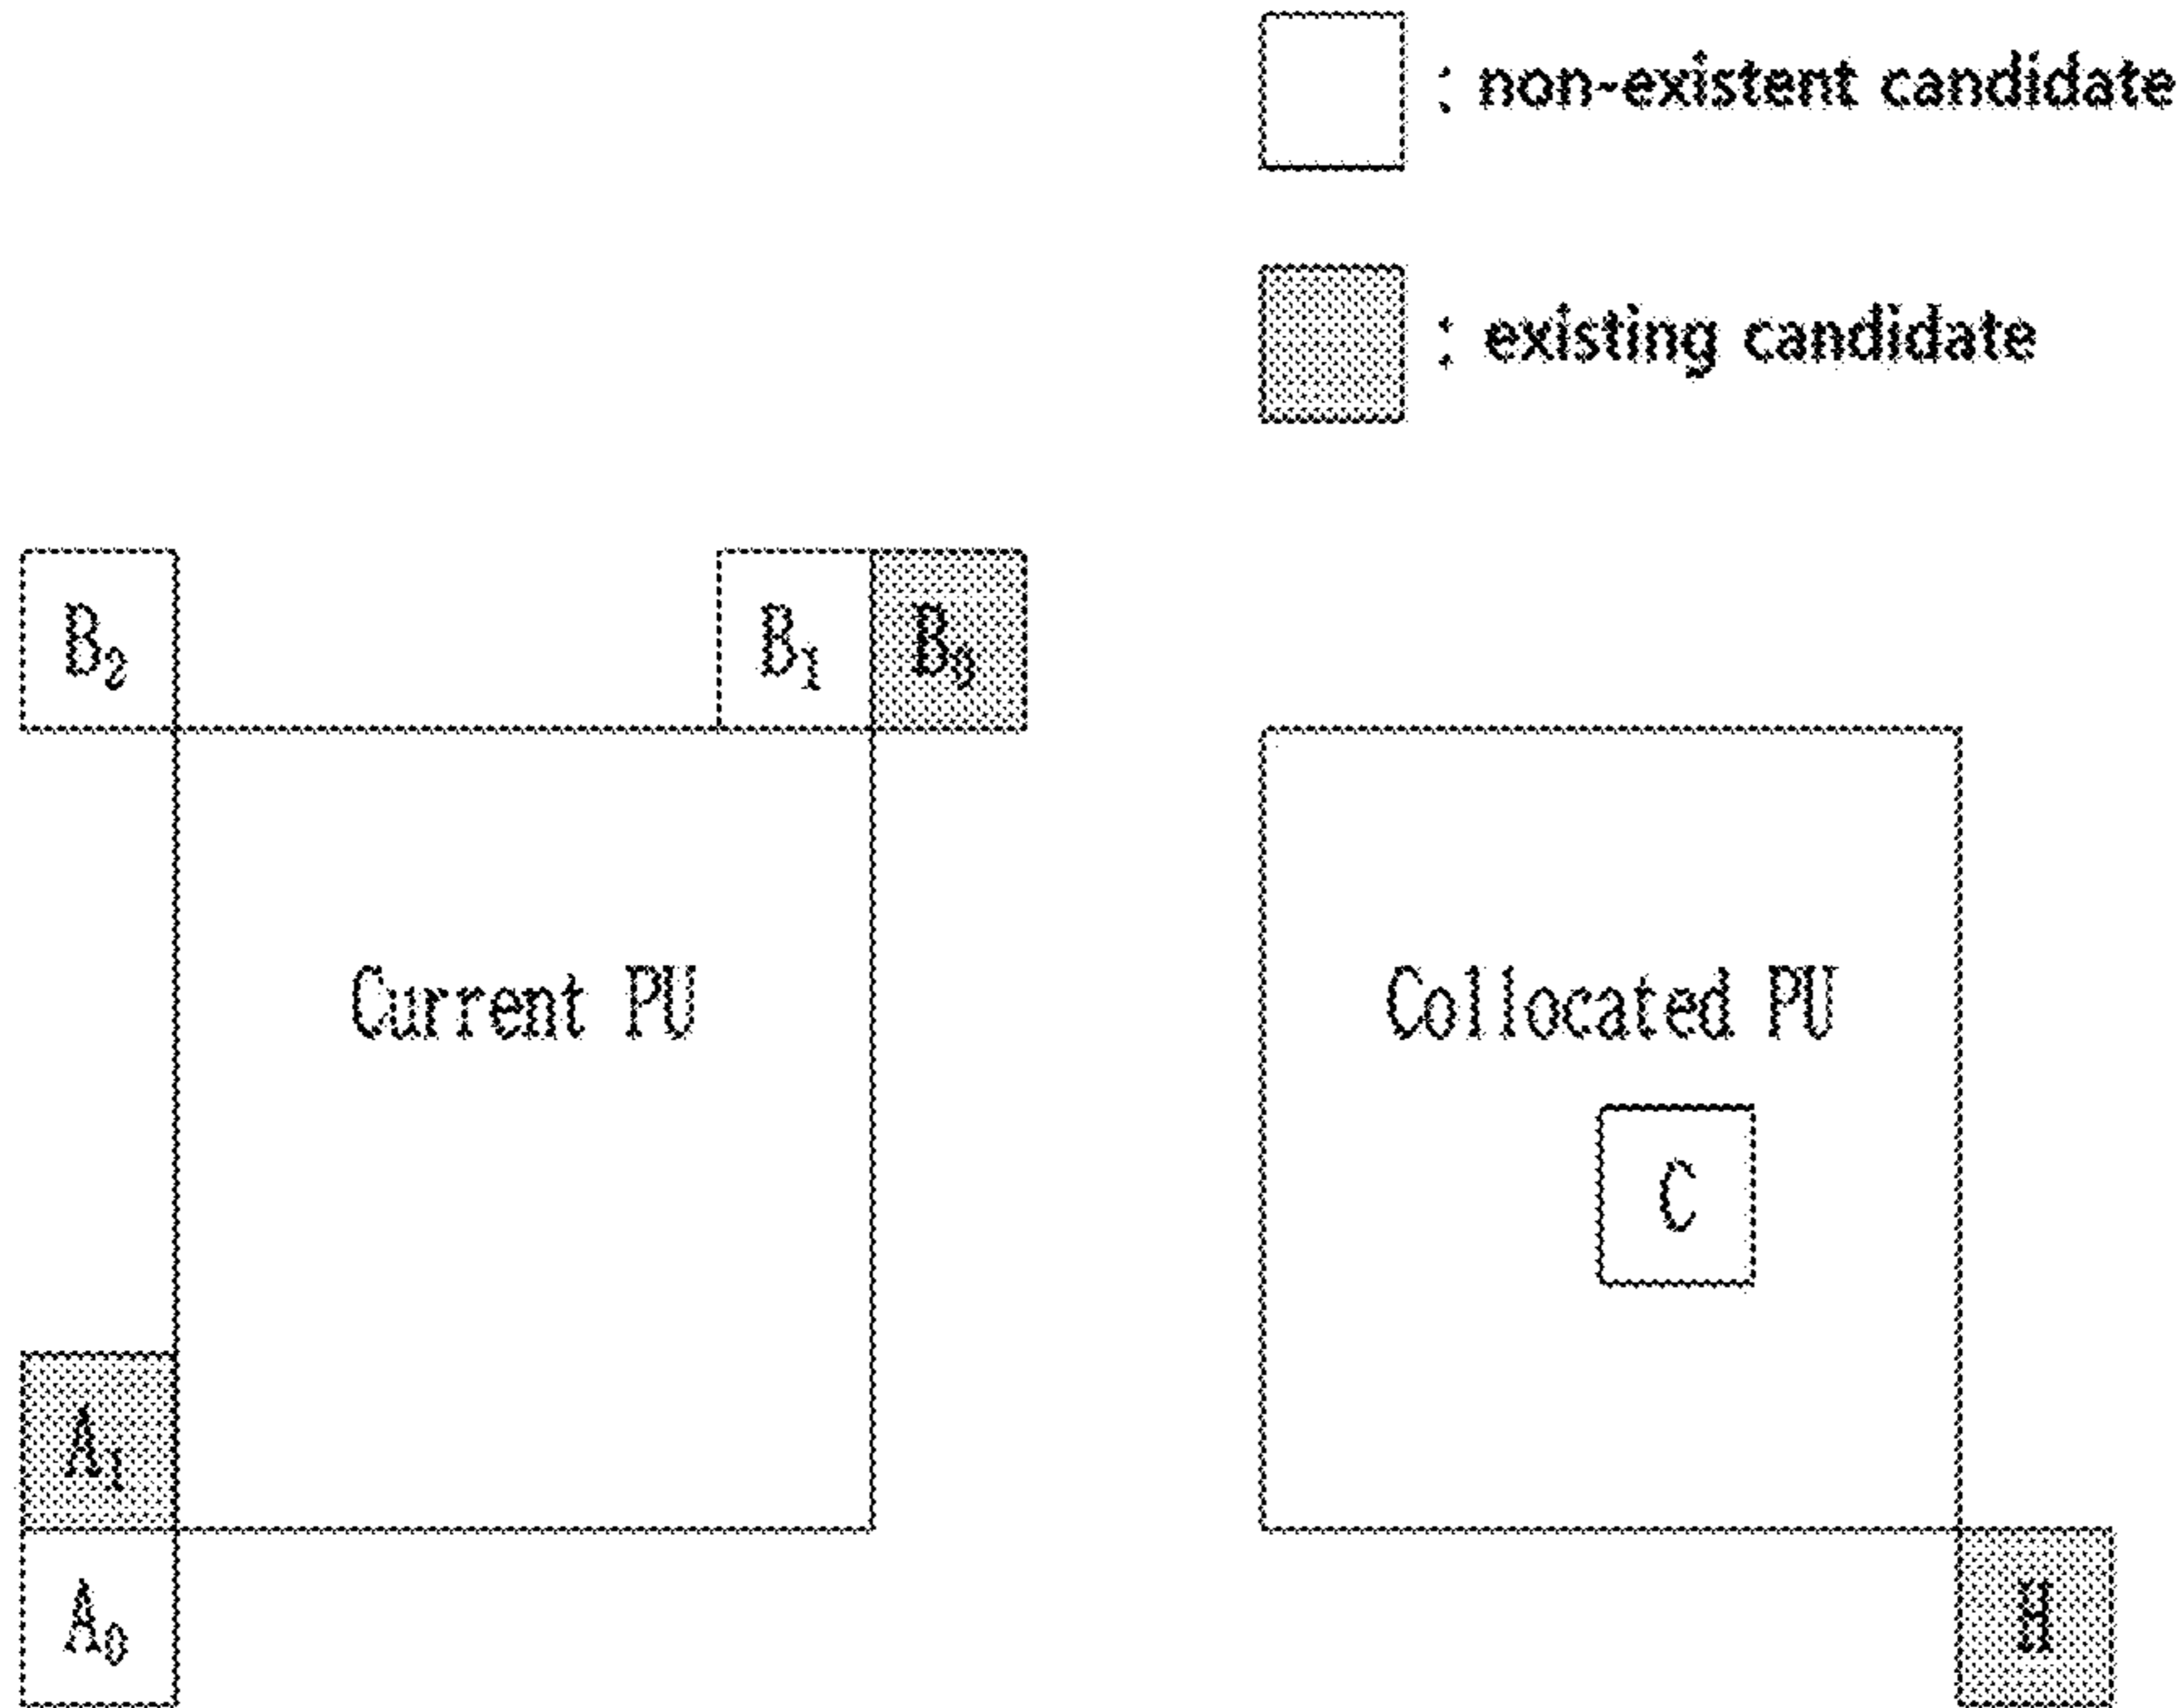 : non-existent candidate
: existing candidate
B₂
B₁
B₀
Current PU
Collocated PU
C
A₁
A₀
H